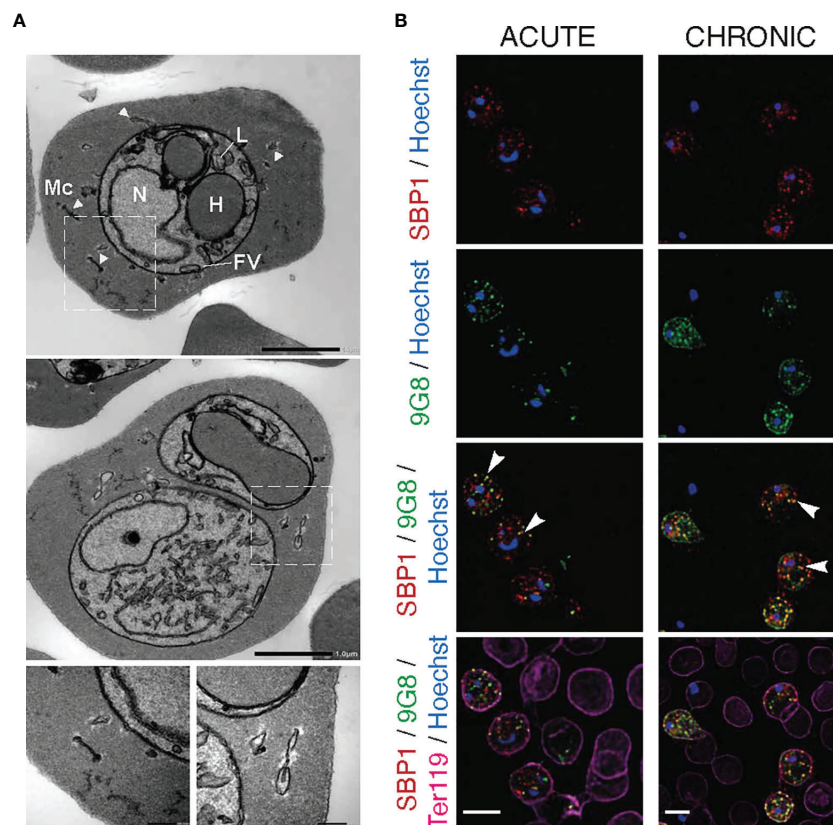 A
B
ACUTE
CHRONIC
L
Mc
N
H
FV
1.0µm
SBP1 / Hoechst
9G8 / Hoechst
SBP1 / 9G8 /
Hoechst
SBP1 / 9G8 /
Ter119 / Hoechst